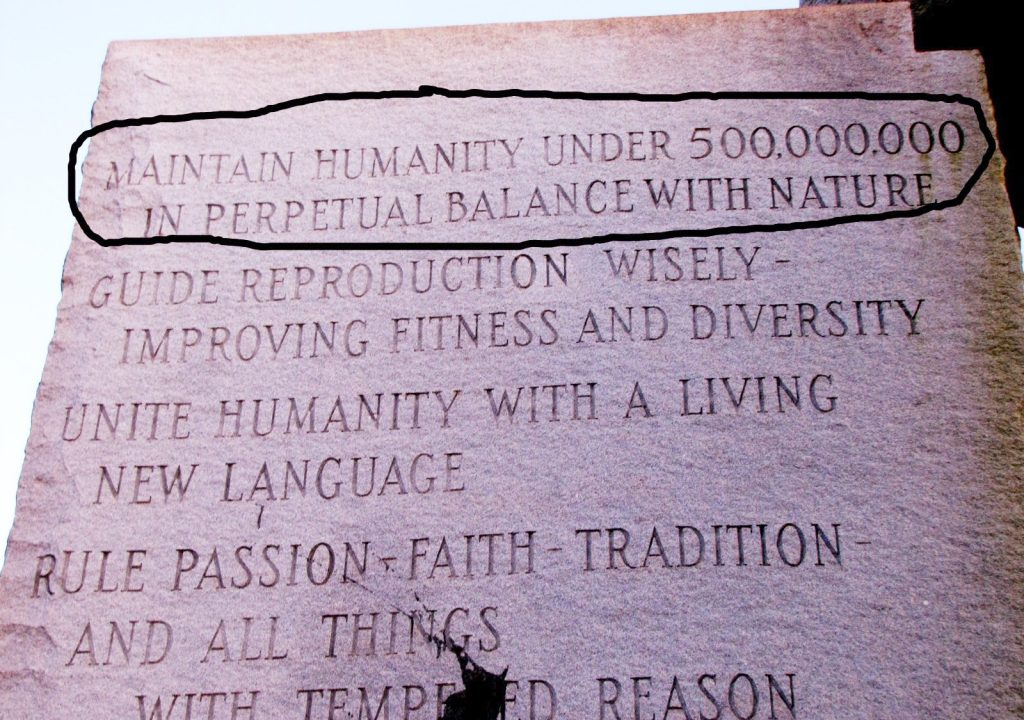 MAINTAIN HUMANITY UNDER 500,000,000
IN PERPETUAL BALANCE WITH NATURE
GUIDE REPRODUCTION WISELY -
IMPROVING FITNESS AND DIVERSITY
UNITE HUMANITY WITH A LIVING
NEW LANGUAGE
RULE PASSION - FAITH - TRADITION -
AND ALL THINGS
WITH TEMPERED REASON